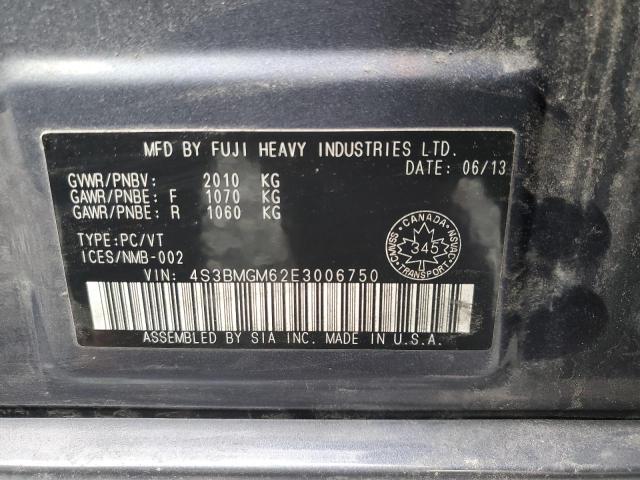 MFD BY FUJI HEAVY INDUSTRIES LTD.
DATE: 06/13
GVWR/PNBV: 2010 KG
GAWR/PNBE: F 1070 KG
GAWR/PNBE: R 1060 KG
TYPE:PC/VT
ICES/NMB-002
CANADA
345
TRANSPORT
CMVSS
NSVAC
VIN: 4S3BMGM62E3006750
ASSEMBLED BY SIA INC. MADE IN U.S.A.